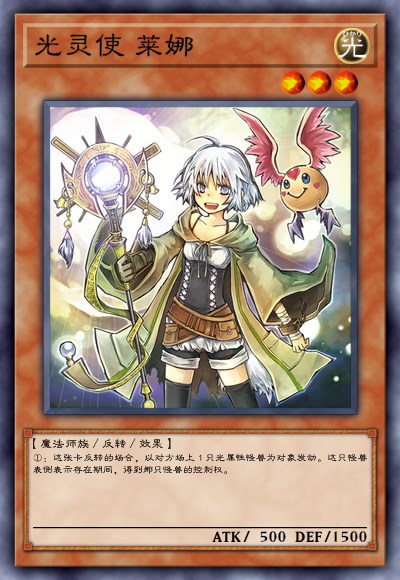 光灵使 莱娜
光
ひかり
【魔法师族／反转／效果】
①：这张卡反转的场合，以对方场上1只光属性怪兽为对象发动。这只怪兽
表侧表示存在期间，得到那只怪兽的控制权。
ATK/ 500 DEF/1500